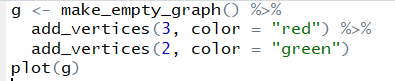 g <- make_empty_graph() %>%
  add_vertices(3, color = "red") %>%
  add_vertices(2, color = "green")
plot(g)